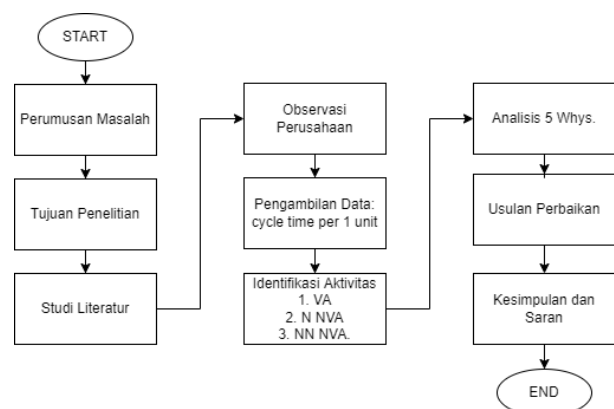 START
Perumusan Masalah
Tujuan Penelitian
Studi Literatur
Observasi
Perusahaan
Pengambilan Data:
cycle time per 1 unit
Identifikasi Aktivitas
1. VA
2. N NVA
3. NN NVA.
Analisis 5 Whys.
Usulan Perbaikan
Kesimpulan dan
Saran
END